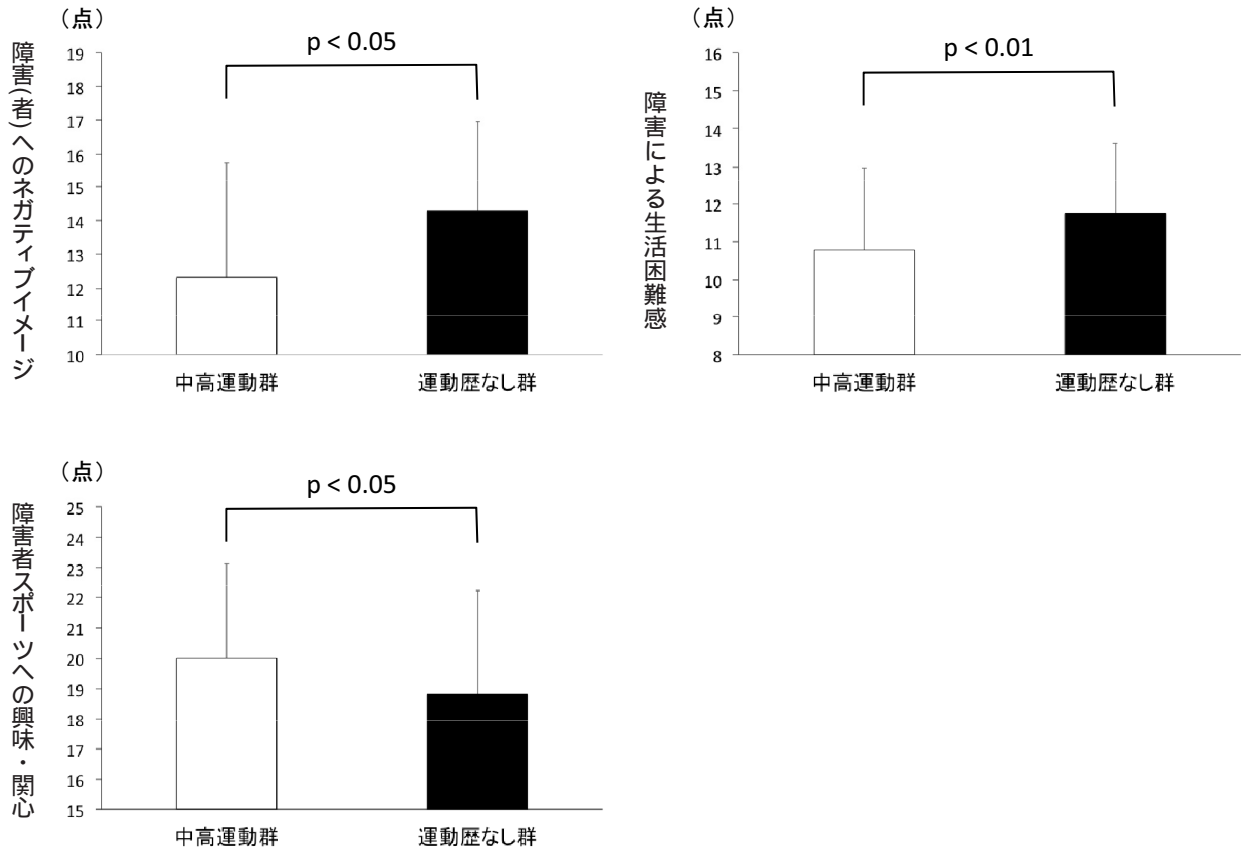 （点）
障害(者)へのネガティブイメージ
p < 0.05
19
18
17
16
15
14
13
12
11
10
中高運動群
運動歴なし群
（点）
障害による生活困難感
p < 0.01
16
15
14
13
12
11
10
9
8
中高運動群
運動歴なし群
（点）
障害者スポーツへの興味・関心
p < 0.05
25
24
23
22
21
20
19
18
17
16
15
中高運動群
運動歴なし群